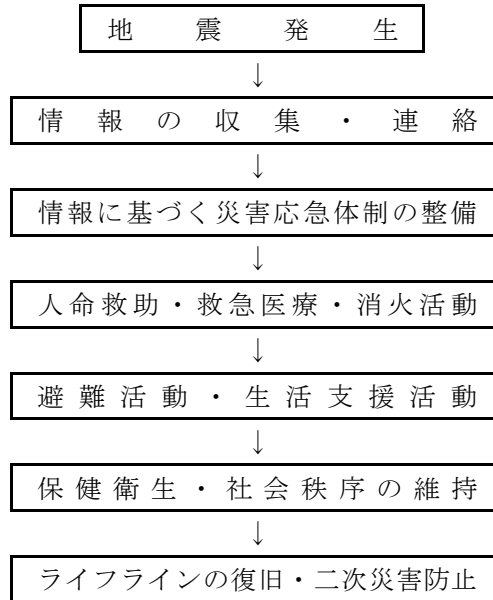 地震発生
↓
情報の収集・連絡
↓
情報に基づく災害応急体制の整備
↓
人命救助・救急医療・消火活動
↓
避難活動・生活支援活動
↓
保健衛生・社会秩序の維持
↓
ライフラインの復旧・二次災害防止